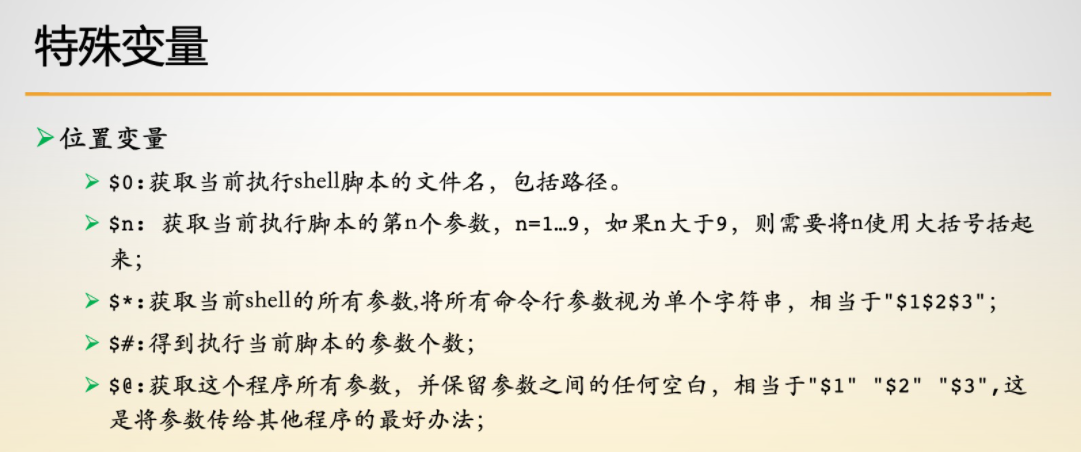 特殊变量
位置变量
$0:获取当前执行shell脚本的文件名，包括路径。
$n: 获取当前执行脚本的第n个参数，n=1…9，如果n大于9，则需要将n使用大括号括起
来;
$*:获取当前shell的所有参数,将所有命令行参数视为单个字符串，相当于"$1$2$3";
$#:得到执行当前脚本的参数个数;
$@:获取这个程序所有参数，并保留参数之间的任何空白，相当于"$1" "$2" "$3",这
是将参数传给其他程序的最好办法;